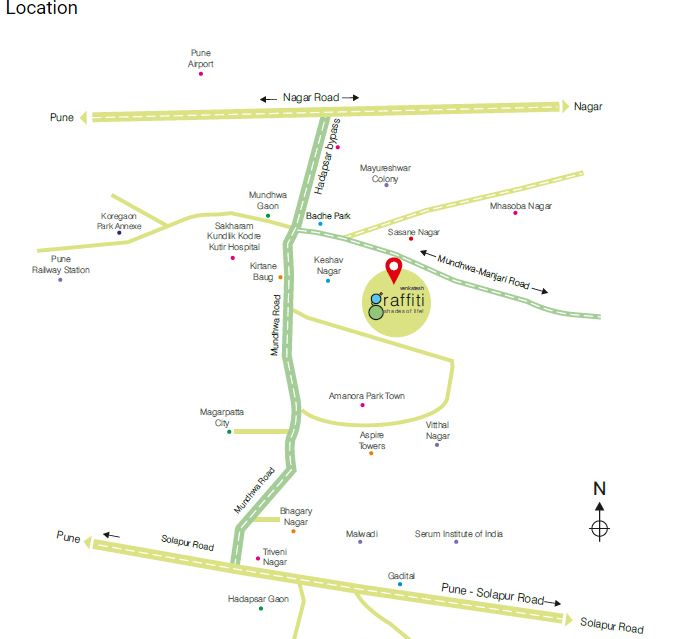 Location
Pune
Airport
Nagar Road
Pune
Nagar
Hadapsar bypass
Mayureshwar
Colony
Mundhwa
Gaon
Badhe Park
Mhasoba Nagar
Koregaon
Park Annexe
Sakharam
Kundlik Kodre
Kutir Hospital
Sasane Nagar
Pune
Railway Station
Kirtane
Baug
Keshav
Nagar
Mundhwa-Manjari Road
venkatesh
graffiti
shades of life!
Mundhwa Road
Amanora Park Town
Magarpatta
City
Aspire
Towers
Vitthal
Nagar
Mundhwa Road
N
Bhagary
Nagar
Malwadi
Serum Institute of India
Pune
Solapur Road
Triveni
Nagar
Gadital
Pune - Solapur Road
Hadapsar Gaon
Solapur Road